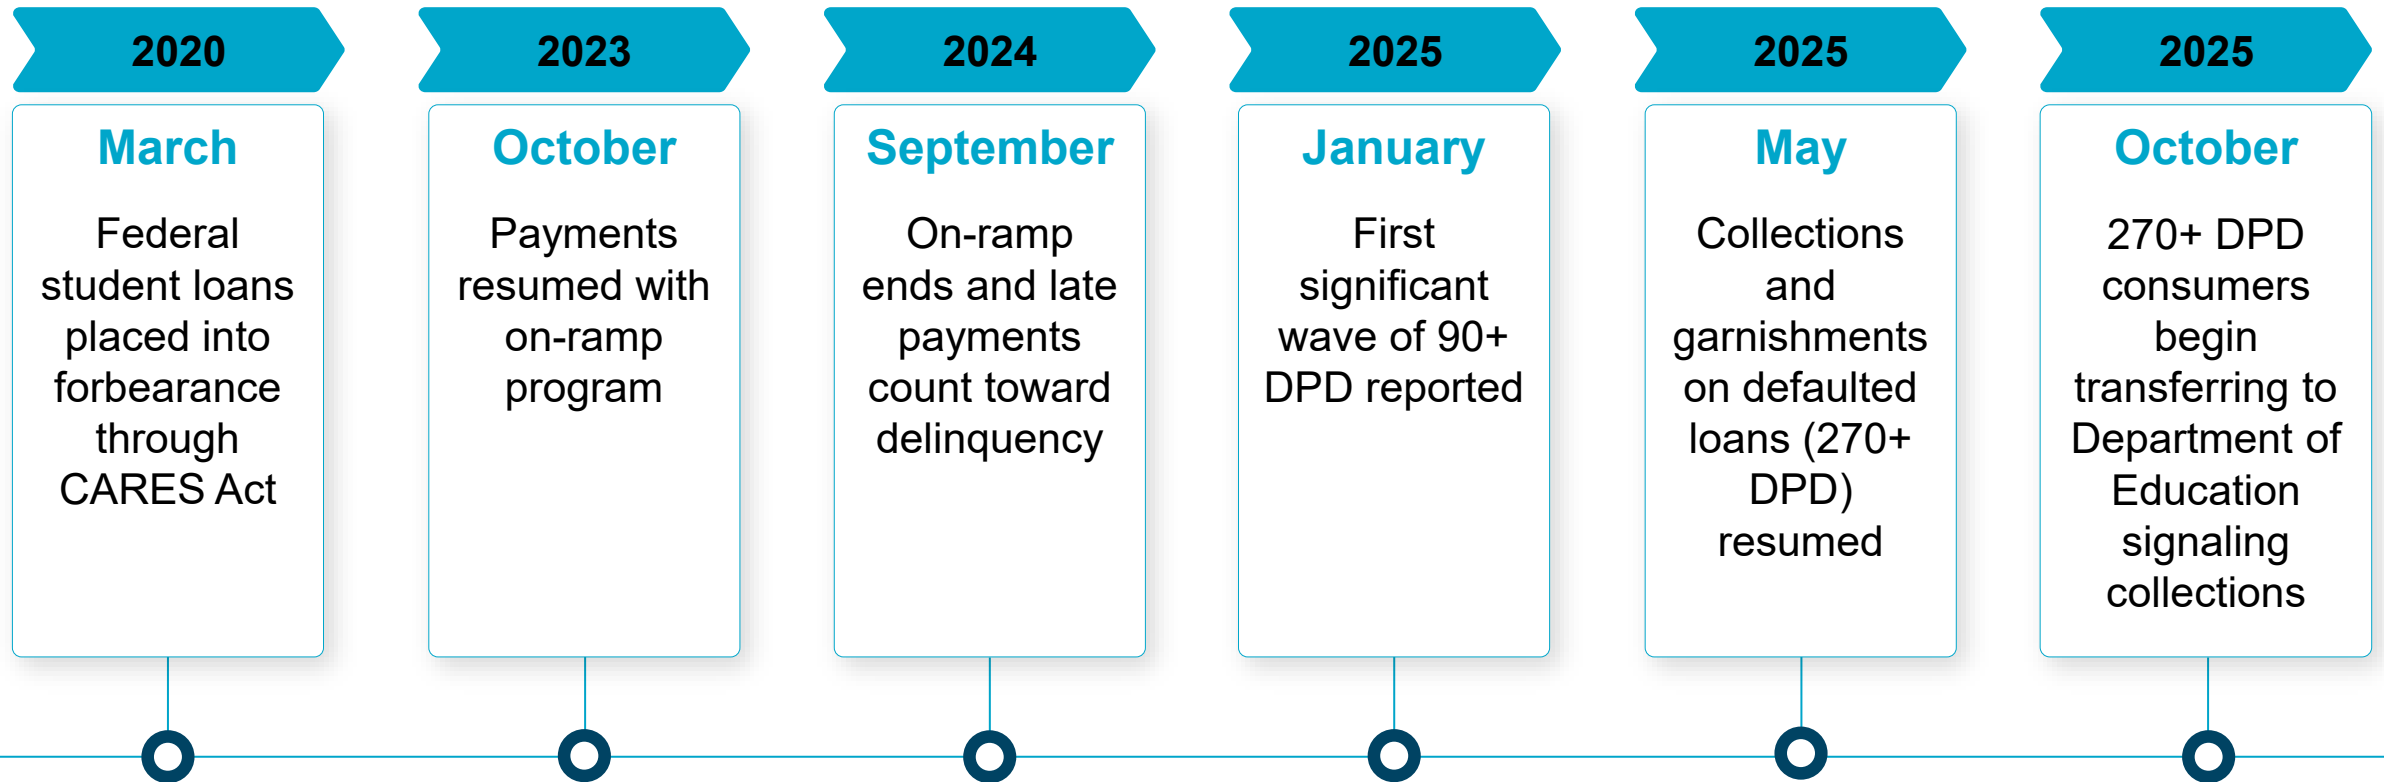 2020
March
Federal
student loans
placed into
forbearance
through
CARES Act
2023
October
Payments
resumed with
on-ramp
program
2024
September
On-ramp
ends and late
payments
count toward
delinquency
2025
January
First
significant
wave of 90+
DPD reported
2025
May
Collections
and
garnishments
on defaulted
loans (270+
DPD)
resumed
2025
October
270+ DPD
consumers
begin
transferring to
Department of
Education
signaling
collections